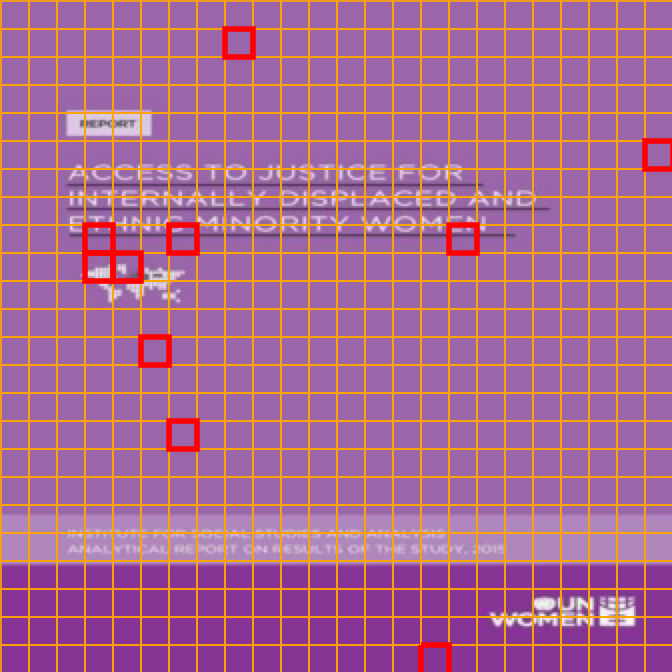 REPORT
ACCESS TO JUSTICE FOR
INTERNALLY DISPLACED AND
ETHNIC MINORITY WOMEN
INSTITUTE FOR SOCIAL STUDIES AND ANALYSIS
ANALYTICAL REPORT ON RESULTS OF THE STUDY, 2015
UN
WOMEN